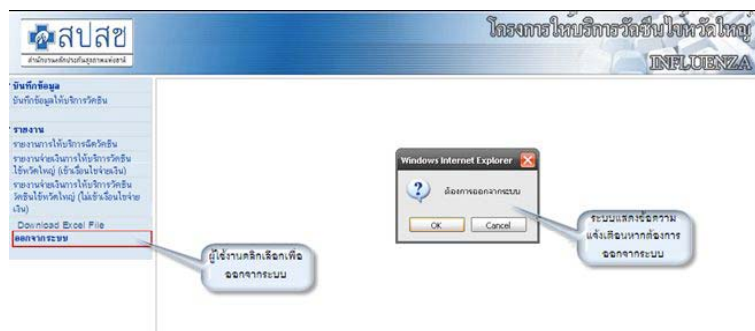 สปสช
สำนักงานหลักประกันสุขภาพแห่งชาติ
โครงการให้บริการวัคซีนไข้หวัดใหญ่
INFLUENZA
บันทึกข้อมูล
บันทึกข้อมูลให้บริการวัคซีน
รายงาน
รายงานการให้บริการฉีดวัคซีน
รายงานจ่ายเงินการให้บริการวัคซีน
ไข้หวัดใหญ่ (เข้าเงื่อนไขจ่ายเงิน)
รายงานจ่ายเงินการให้บริการวัคซีน
วัคซีนไข้หวัดใหญ่ (ไม่เข้าเงื่อนไขจ่าย
เงิน)
Download Excel File
ออกจากระบบ
Windows Internet Explorer
ต้องการออกจากระบบ
OK
Cancel
ผู้ใช้งานคลิกเลือกเพื่อ
ออกจากระบบ
ระบบแสดงข้อความ
แจ้งเตือนหากต้องการ
ออกจากระบบ